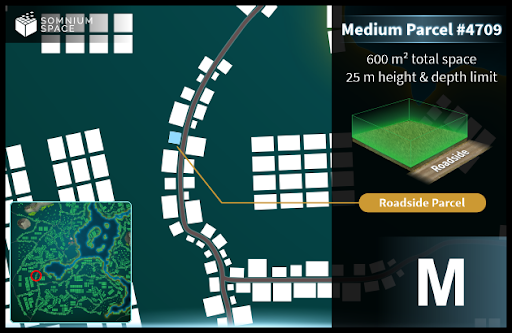 SOMNIUM
SPACE
Medium Parcel #4709
600 m² total space
25 m height & depth limit
Roadside
Roadside Parcel
M